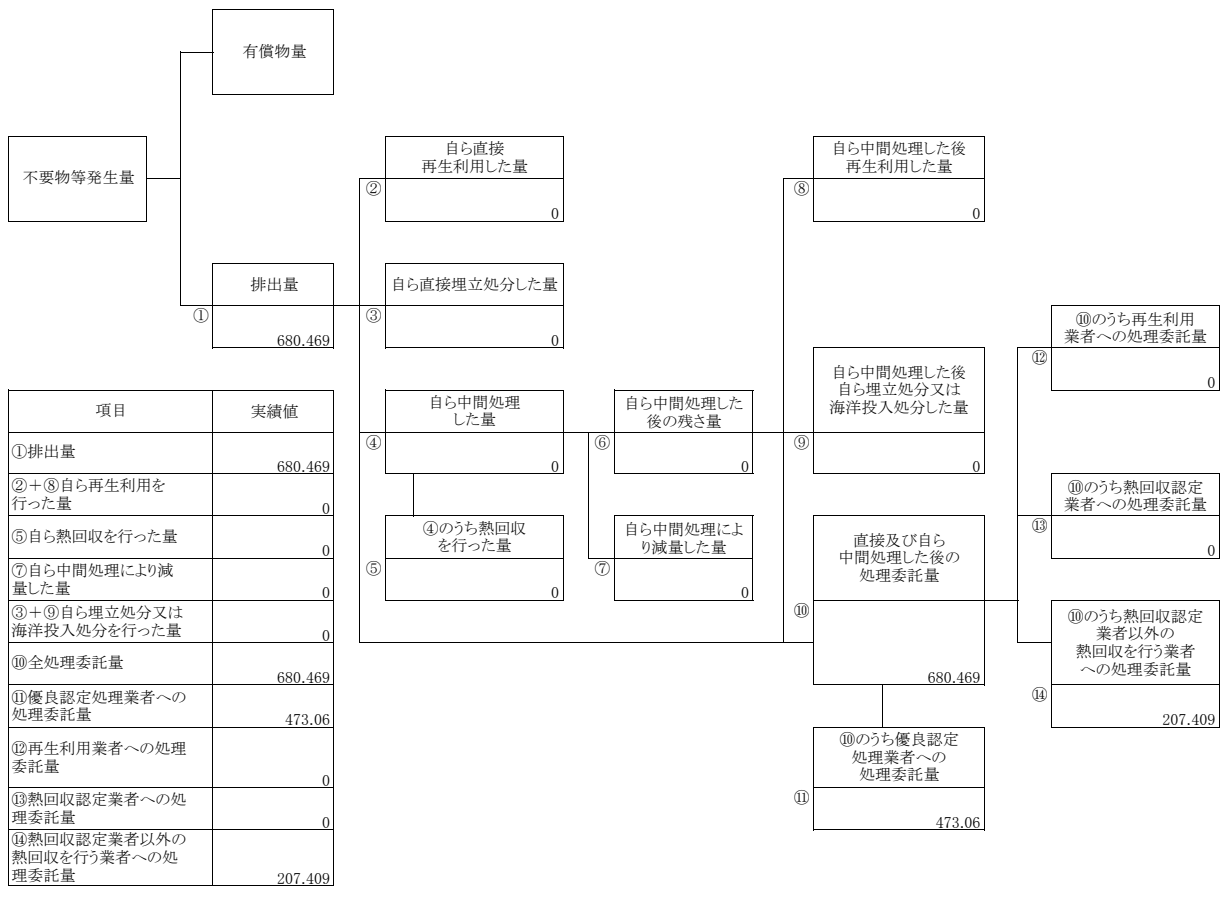 有償物量
不要物等発生量
排出量
①
680.469
自ら直接
再生利用した量
②
0
自ら直接埋立処分した量
③
0
自ら中間処理
した量
④
0
④のうち熱回収
を行った量
⑤
0
自ら中間処理した
後の残さ量
⑥
0
自ら中間処理によ
り減量した量
⑦
0
自ら中間処理した後
再生利用した量
⑧
0
自ら中間処理した後
自ら埋立処分又は
海洋投入処分した量
⑨
0
直接及び自ら
中間処理した後の
処理委託量
⑩
680.469
⑩のうち優良認定
処理業者への
処理委託量
⑪
473.06
⑩のうち再生利用
業者への処理委託量
⑫
0
⑩のうち熱回収認定
業者への処理委託量
⑬
0
⑩のうち熱回収認定
業者以外の
熱回収を行う業者
への処理委託量
⑭
207.409
項目 実績値
①排出量
680.469
②＋⑧自ら再生利用を
行った量
0
⑤自ら熱回収を行った量
0
⑦自ら中間処理により減
量した量
0
③＋⑨自ら埋立処分又は
海洋投入処分を行った量
0
⑩全処理委託量
680.469
⑪優良認定処理業者への
処理委託量
473.06
⑫再生利用業者への処理
委託量
0
⑬熱回収認定業者への処
理委託量
0
⑭熱回収認定業者以外の
熱回収を行う業者への処
理委託量
207.409